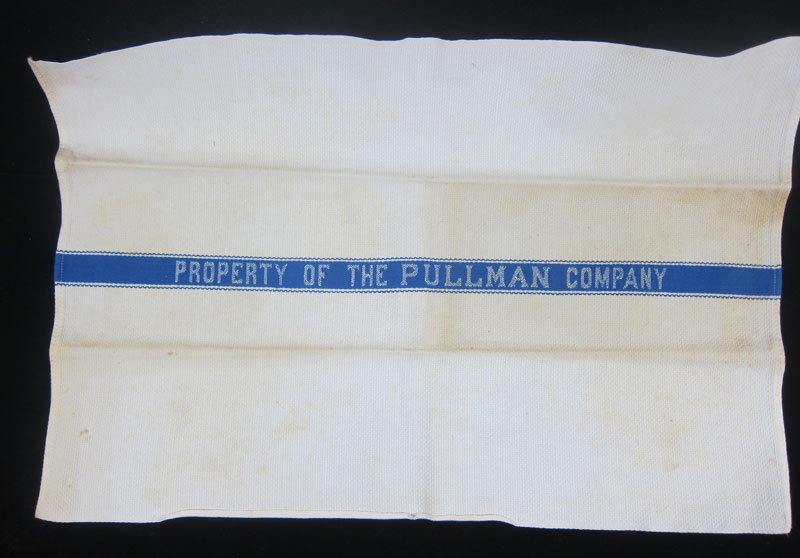 PROPERTY OF THE PULLMAN COMPANY